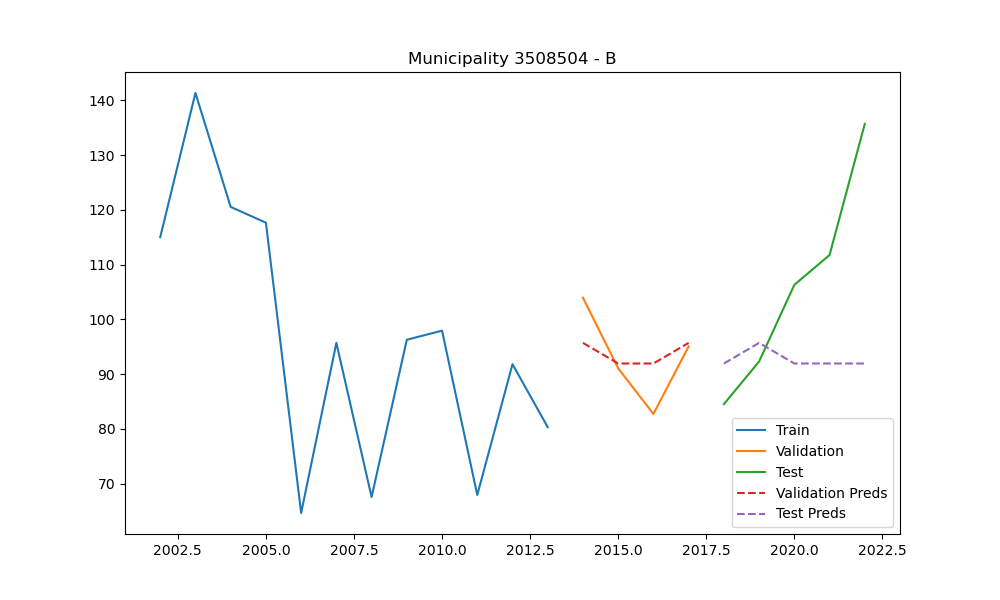 Municipality 3508504 - B
140
130
120
110
100
90
80
70
2002.5 2005.0 2007.5 2010.0 2012.5 2015.0 2017.5 2020.0 2022.5
Train
Validation
Test
Validation Preds
Test Preds